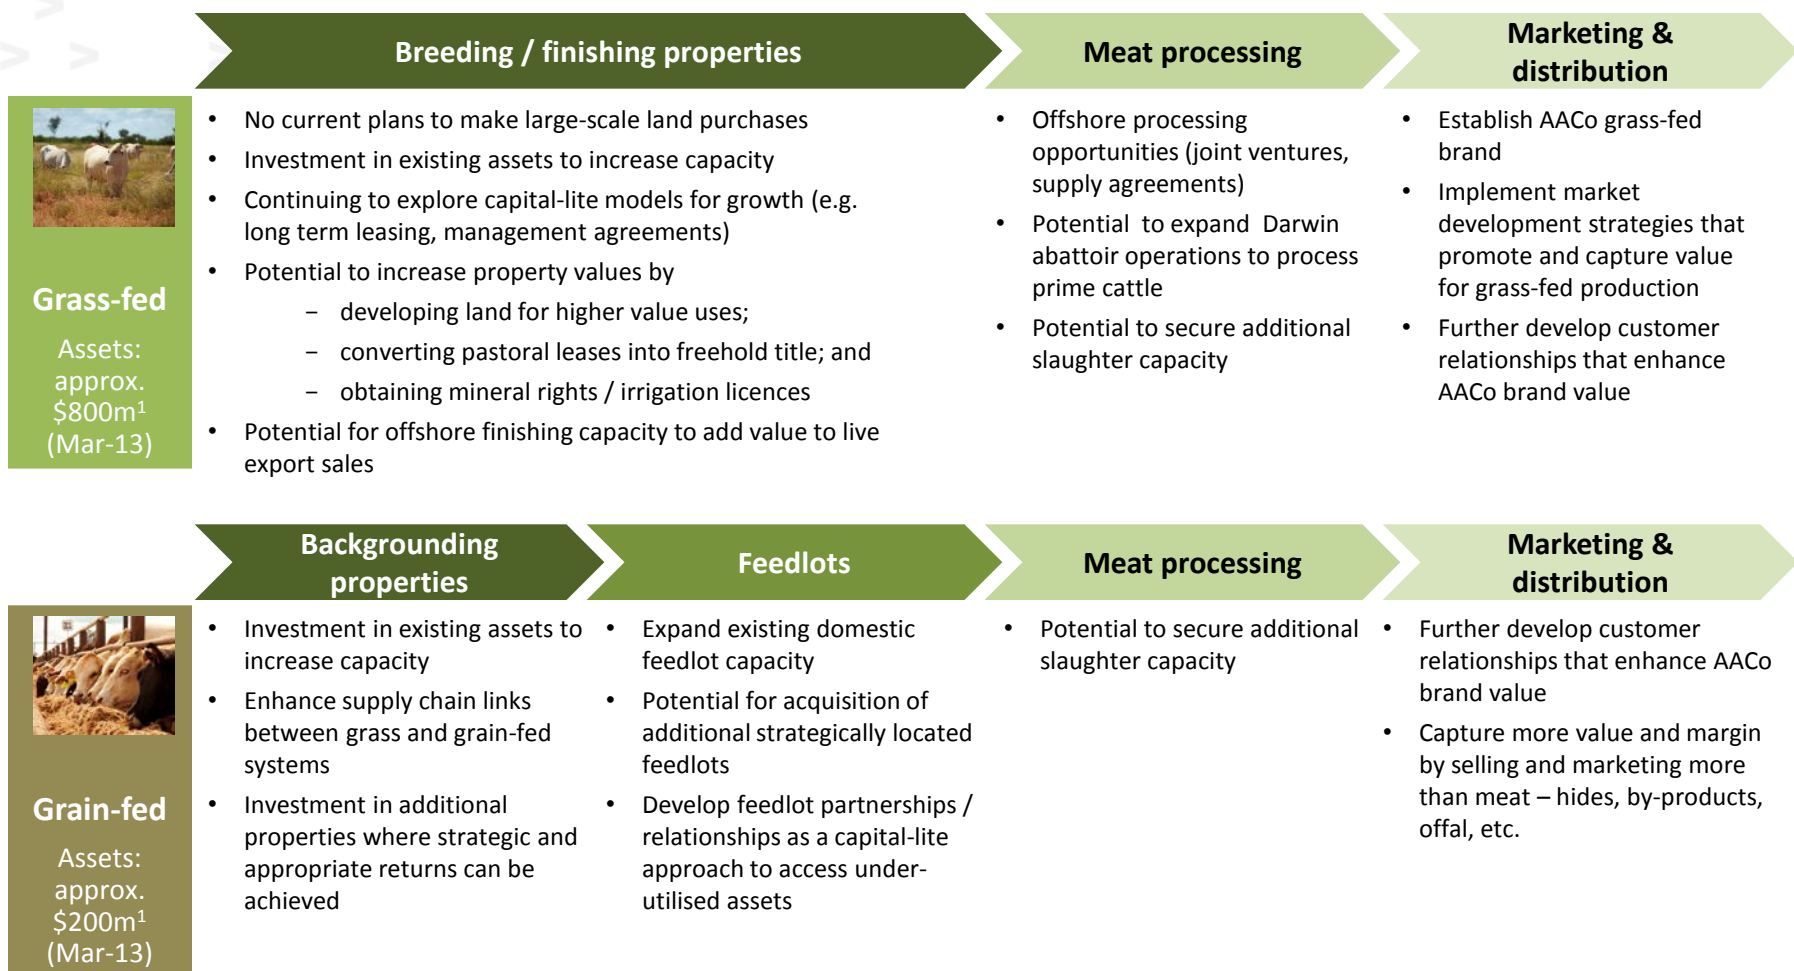 Breeding / finishing properties
Meat processing
Marketing &
distribution
Grass-fed
Assets:
approx.
$800m1
(Mar-13)
• No current plans to make large-scale land purchases
• Investment in existing assets to increase capacity
• Continuing to explore capital-lite models for growth (e.g.
long term leasing, management agreements)
• Potential to increase property values by
– developing land for higher value uses;
– converting pastoral leases into freehold title; and
– obtaining mineral rights / irrigation licences
• Potential for offshore finishing capacity to add value to live
export sales
• Offshore processing
opportunities (joint ventures,
supply agreements)
• Potential to expand Darwin
abattoir operations to process
prime cattle
• Potential to secure additional
slaughter capacity
• Establish AACo grass-fed
brand
• Implement market
development strategies that
promote and capture value
for grass-fed production
• Further develop customer
relationships that enhance
AACo brand value
Backgrounding
properties
Feedlots
Meat processing
Marketing &
distribution
Grain-fed
Assets:
approx.
$200m1
(Mar-13)
• Investment in existing assets to
increase capacity
• Enhance supply chain links
between grass and grain-fed
systems
• Investment in additional
properties where strategic and
appropriate returns can be
achieved
• Expand existing domestic
feedlot capacity
• Potential for acquisition of
additional strategically located
feedlots
• Develop feedlot partnerships /
relationships as a capital-lite
approach to access under-
utilised assets
• Potential to secure additional
slaughter capacity
• Further develop customer
relationships that enhance AACo
brand value
• Capture more value and margin
by selling and marketing more
than meat – hides, by-products,
offal, etc.